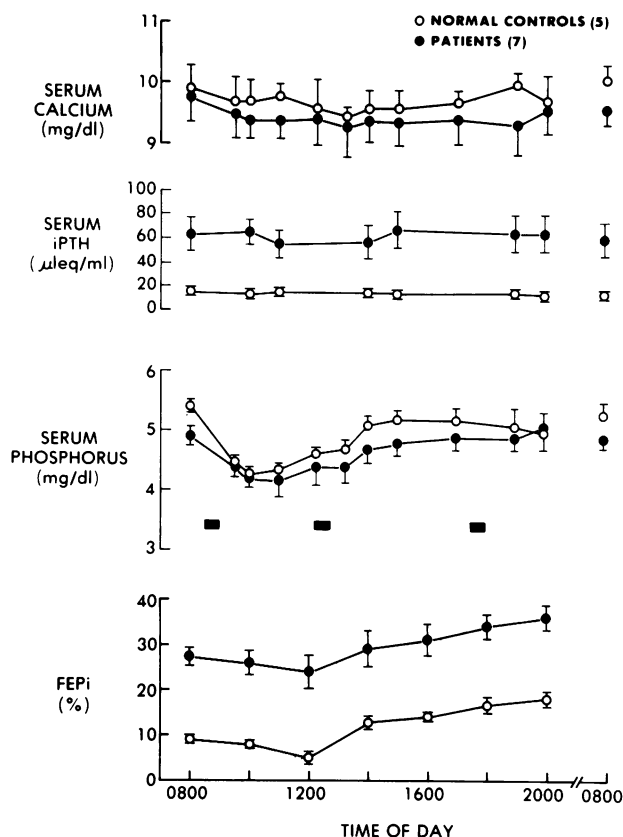 ○ NORMAL CONTROLS (5)
● PATIENTS (7)
SERUM
CALCIUM
(mg/dl)
11
10
9
SERUM
iPTH
(μleq/ml)
100
80
60
40
20
0
SERUM
PHOSPHORUS
(mg/dl)
6
5
4
3
FEPi
(%)
40
30
20
10
0
0800 1200 1600 2000 0800
TIME OF DAY